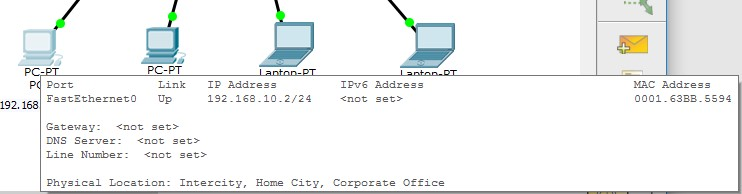 PC-PT
PC-PT
Laptop-PT
Laptop-PT
192.168
Port Link IP Address IPv6 Address MAC Address
FastEthernet0 Up 192.168.10.2/24 <not set> 0001.63BB.5594
Gateway: <not set>
DNS Server: <not set>
Line Number: <not set>
Physical Location: Intercity, Home City, Corporate Office